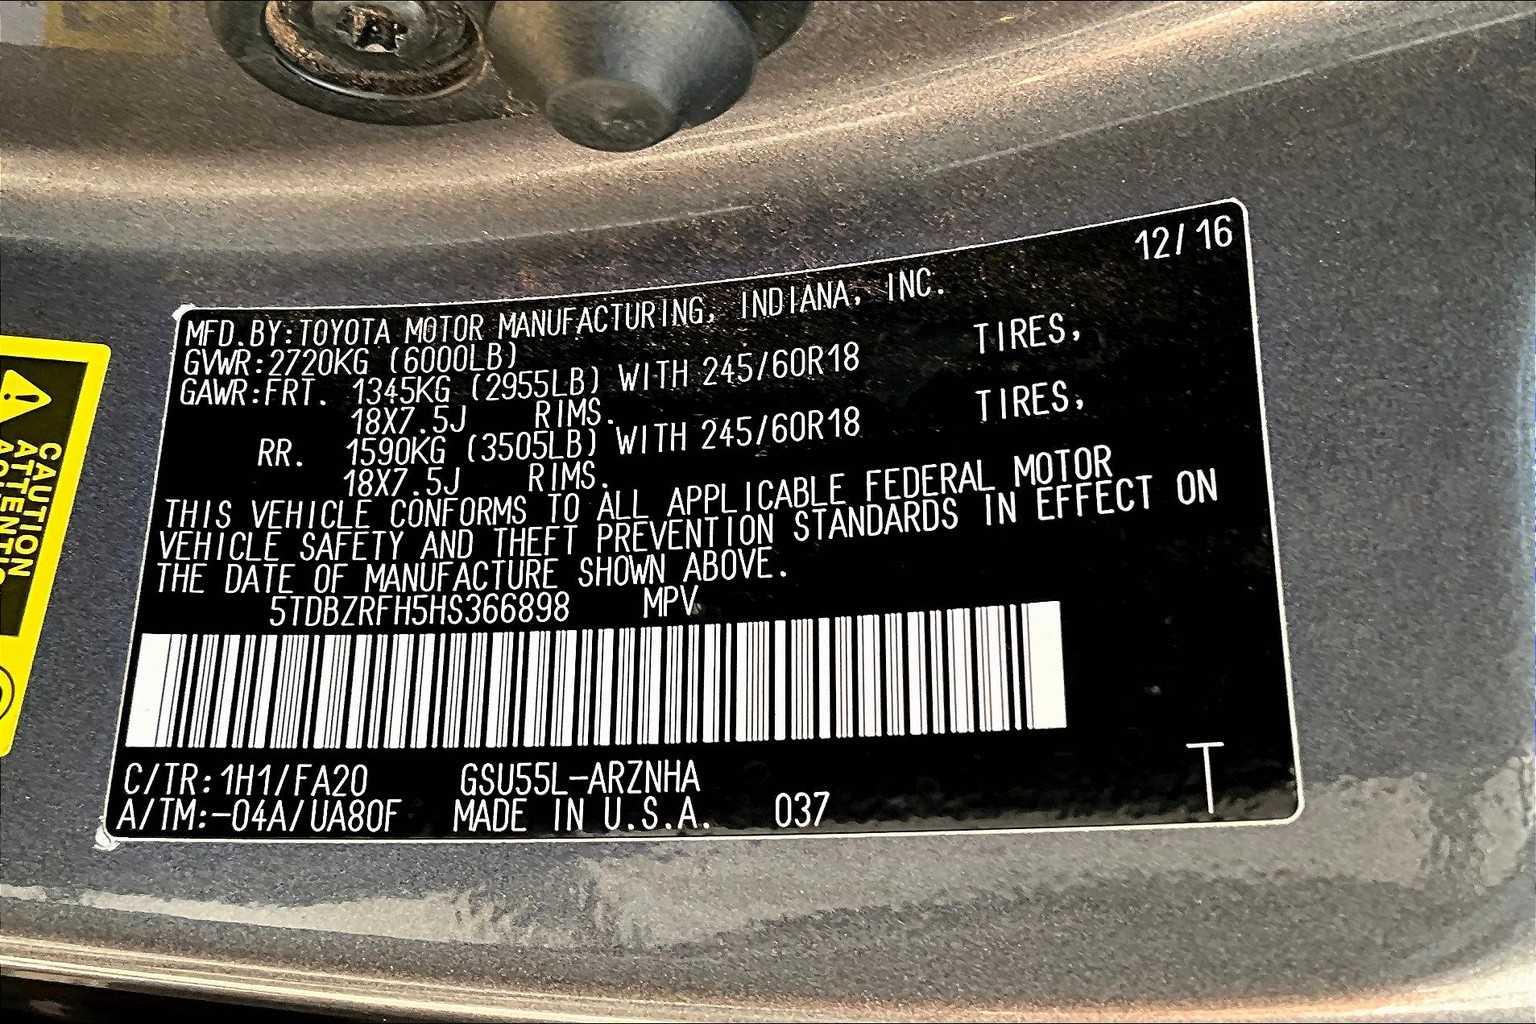 12/16
MFD.BY:TOYOTA MOTOR MANUFACTURING, INDIANA, INC.
GVWR:2720KG (6000LB)
GAWR:FRT. 1345KG (2955LB) WITH 245/60R18 TIRES,
18X7.5J RIMS.
RR. 1590KG (3505LB) WITH 245/60R18 TIRES,
18X7.5J RIMS.
THIS VEHICLE CONFORMS TO ALL APPLICABLE FEDERAL MOTOR
VEHICLE SAFETY AND THEFT PREVENTION STANDARDS IN EFFECT ON
THE DATE OF MANUFACTURE SHOWN ABOVE.
5TDBZRFH5HS366898 MPV
C/TR:1H1/FA20 GSU55L-ARZNHA
A/TM:-04A/UA80F MADE IN U.S.A. 037
T
CAUTION
ATTENTION